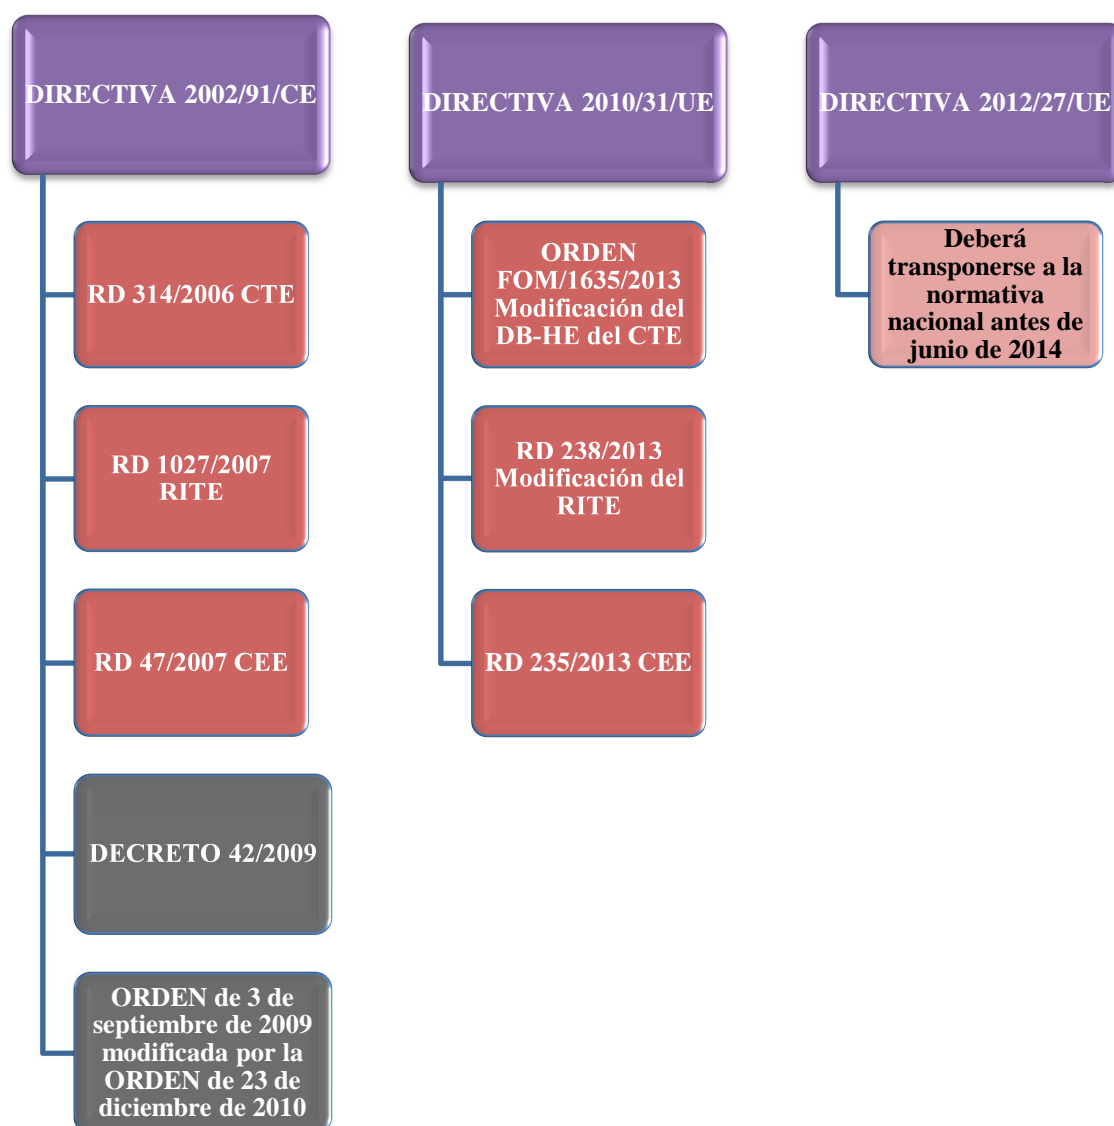 DIRECTIVA 2002/91/CE
RD 314/2006 CTE
RD 1027/2007
RITE
RD 47/2007 CEE
DECRETO 42/2009
ORDEN de 3 de
septiembre de 2009
modificada por la
ORDEN de 23 de
diciembre de 2010
DIRECTIVA 2010/31/UE
ORDEN
FOM/1635/2013
Modificación del
DB-HE del CTE
RD 238/2013
Modificación del
RITE
RD 235/2013 CEE
DIRECTIVA 2012/27/UE
Deberá
transponerse a la
normativa
nacional antes de
junio de 2014